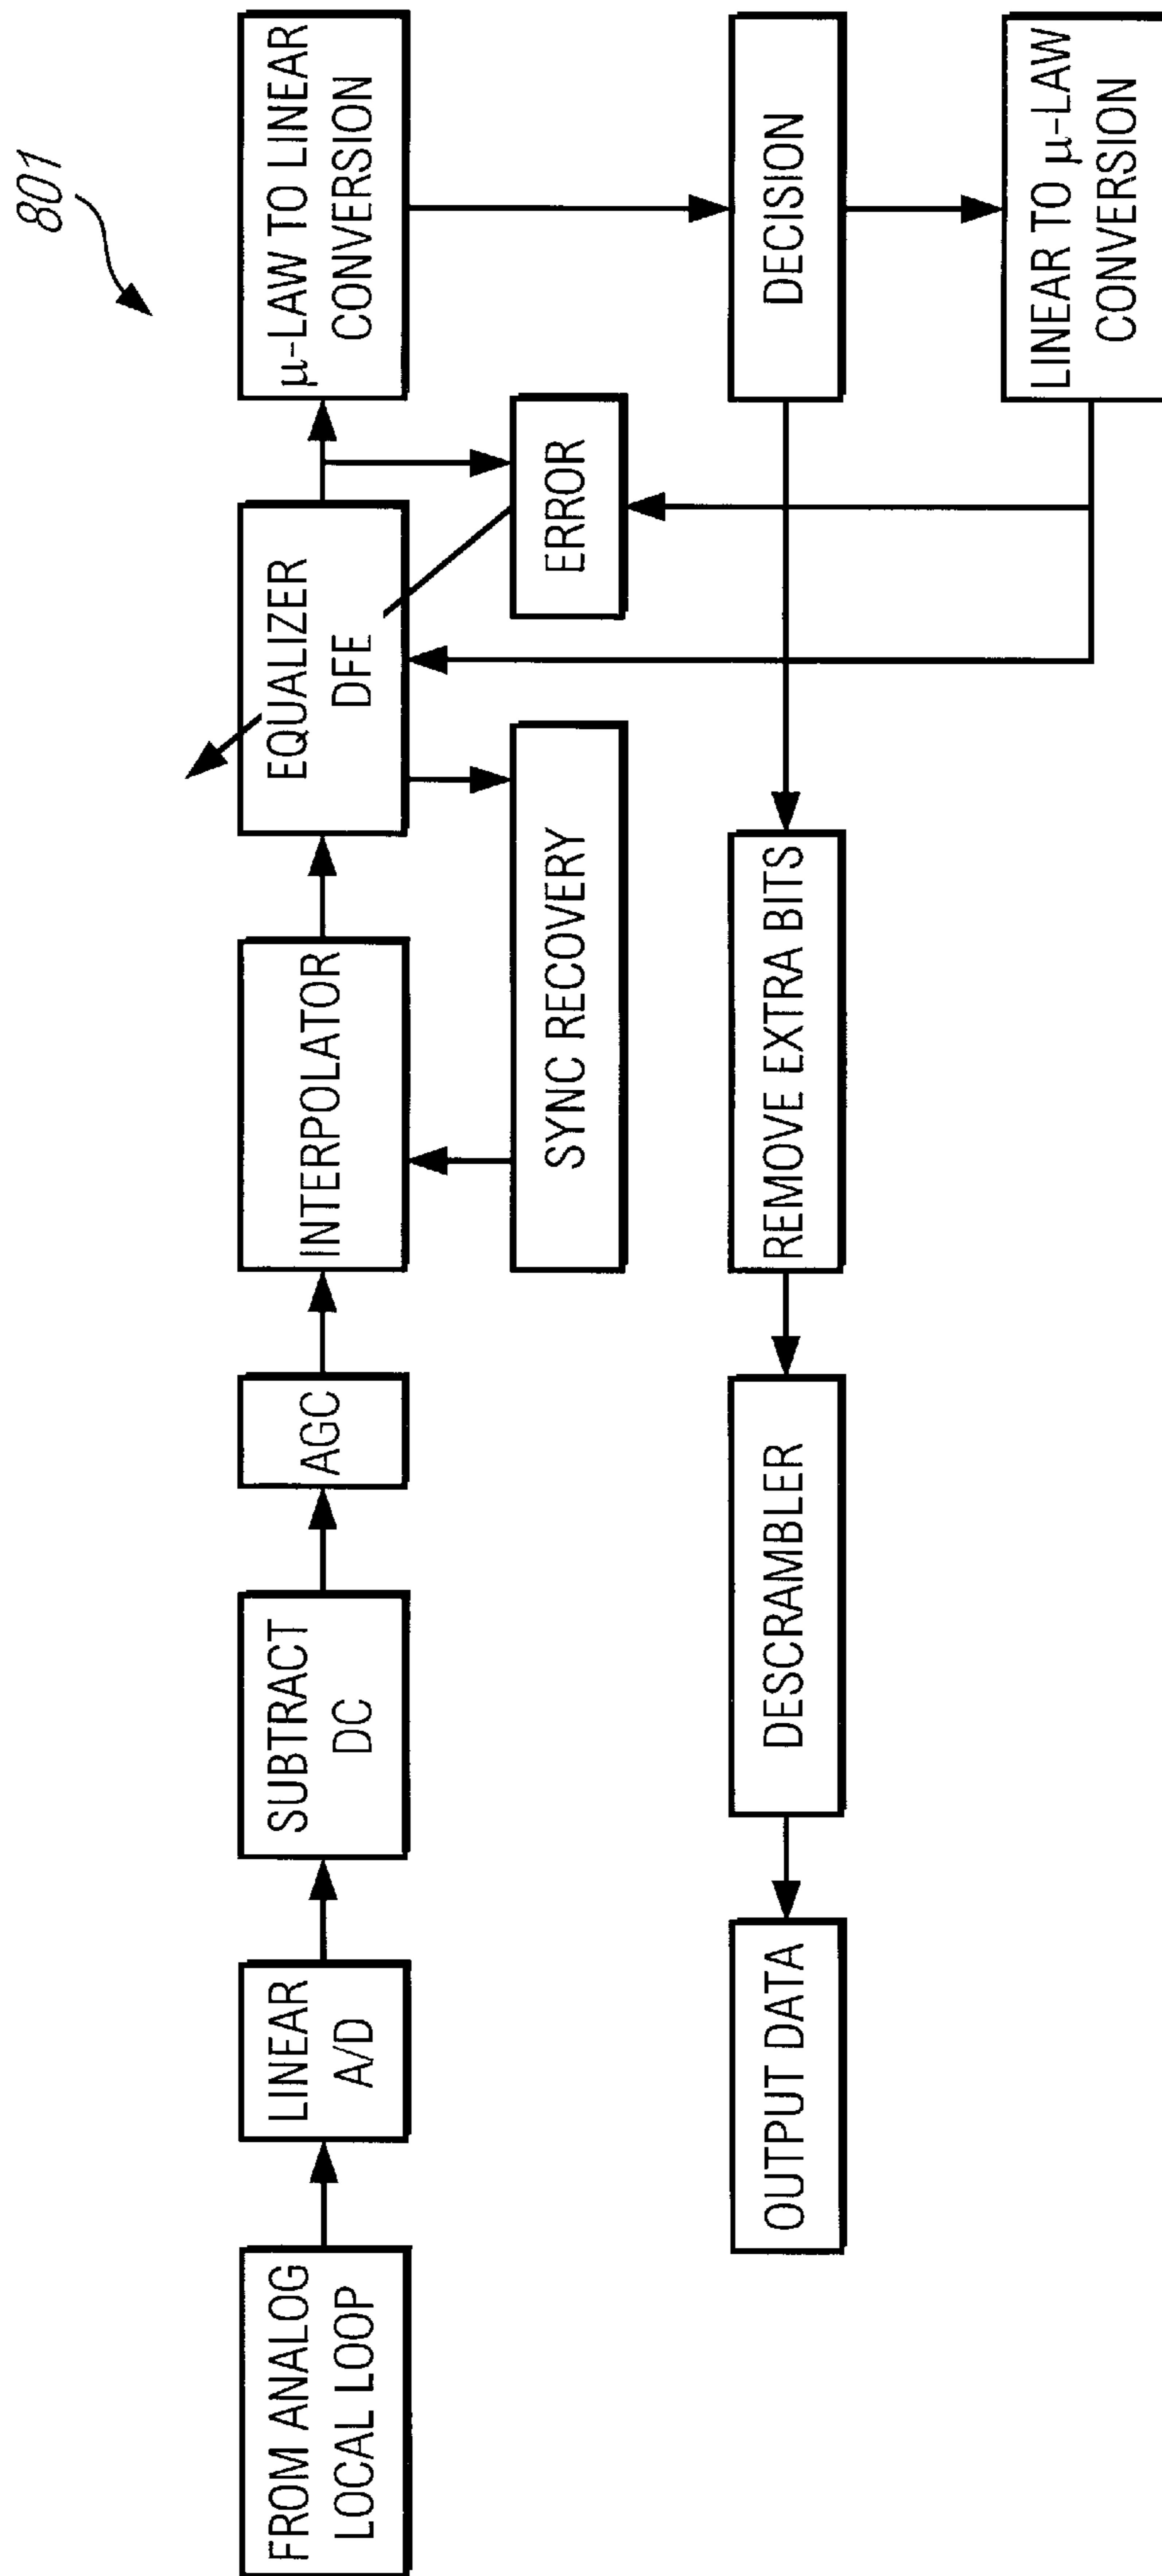 801
FROM ANALOG
LOCAL LOOP
LINEAR
A/D
SUBTRACT
DC
AGC
INTERPOLATOR
EQUALIZER
DFE
μ-LAW TO LINEAR
CONVERSION
SYNC RECOVERY
ERROR
OUTPUT DATA
DESCRAMBLER
REMOVE EXTRA BITS
DECISION
LINEAR TO μ-LAW
CONVERSION